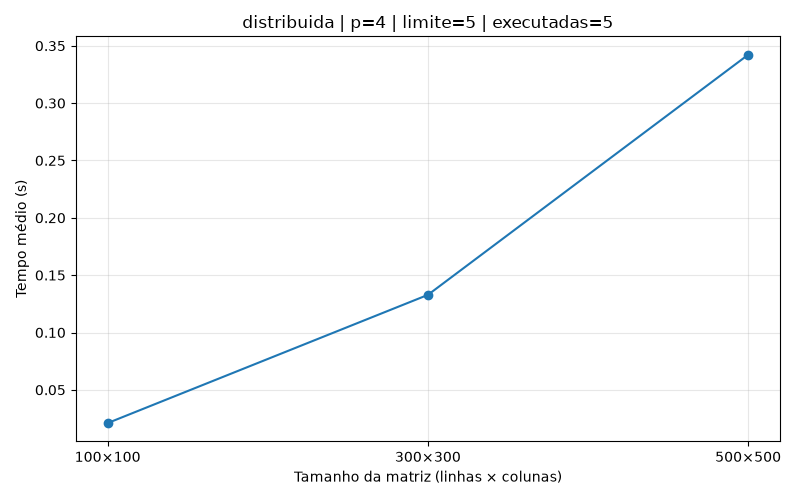 distribuida | p=4 | limite=5 | executadas=5
Tempo médio (s)
0.35
0.30
0.25
0.20
0.15
0.10
0.05
100×100 300×300 500×500
Tamanho da matriz (linhas × colunas)